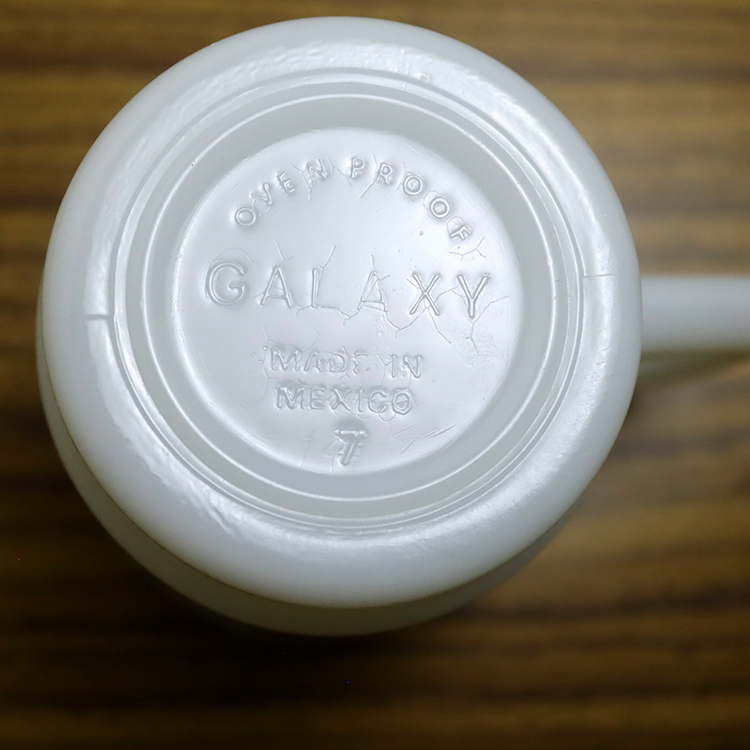 OVEN PROOF
GALAXY
MADE IN
MEXICO
7